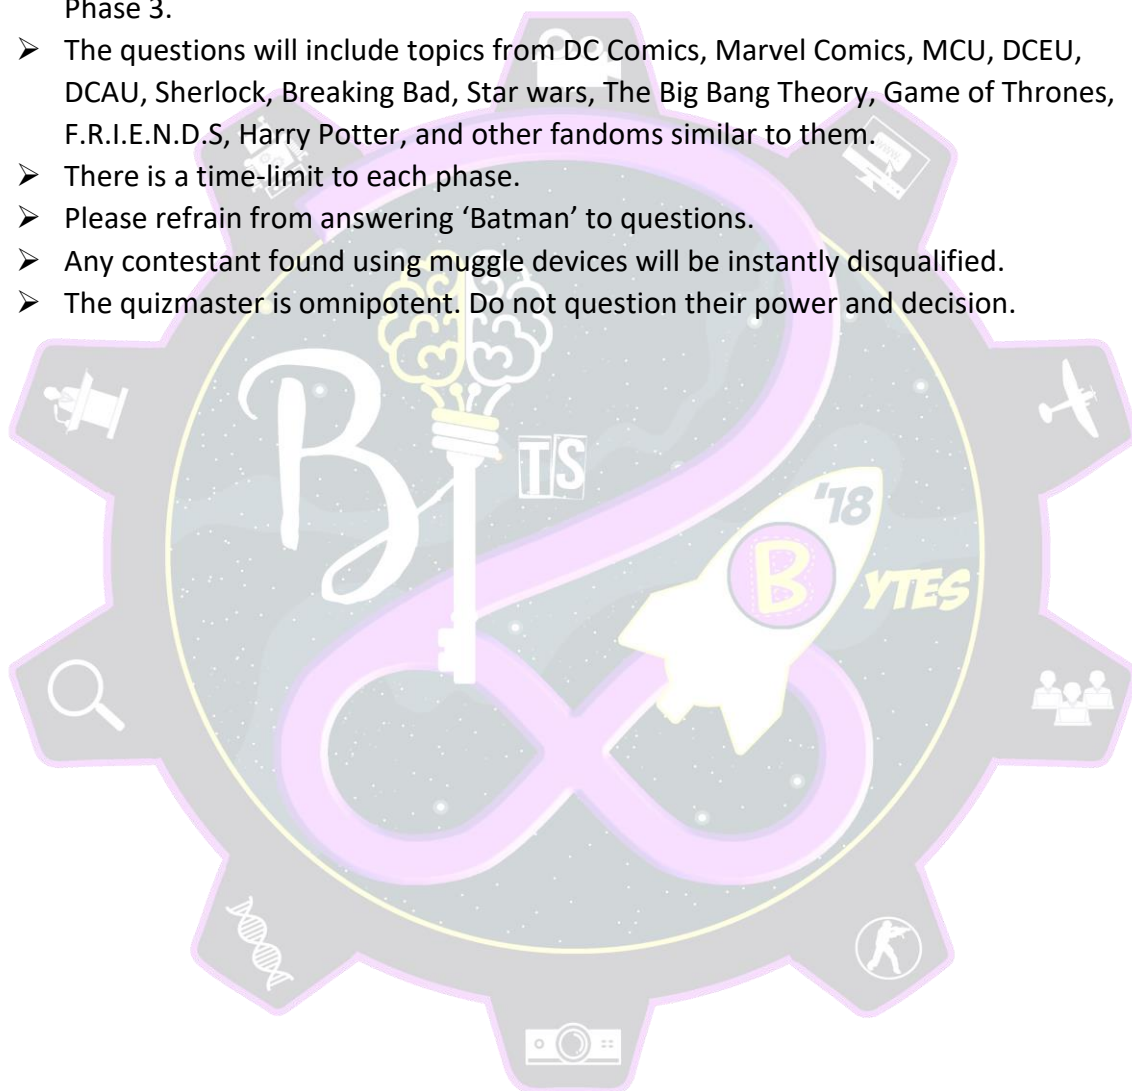 Phase 3.
➢ The questions will include topics from DC Comics, Marvel Comics, MCU, DCEU,
DCAU, Sherlock, Breaking Bad, Star wars, The Big Bang Theory, Game of Thrones,
F.R.I.E.N.D.S, Harry Potter, and other fandoms similar to them.
➢ There is a time-limit to each phase.
➢ Please refrain from answering ‘Batman’ to questions.
➢ Any contestant found using muggle devices will be instantly disqualified.
➢ The quizmaster is omnipotent. Do not question their power and decision.
BITS
'18
B YTES